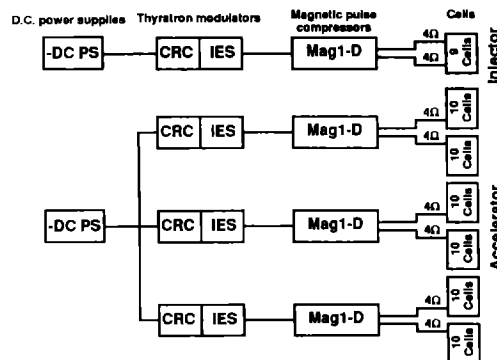 D.C. power supplies Thyratron modulators Magnetic pulse compressors Cells
-DC PS CRC IES Mag1-D 4Ω 4Ω 9 Cells Injector
CRC IES Mag1-D 4Ω 4Ω 10 Cells 10 Cells
-DC PS CRC IES Mag1-D 4Ω 4Ω 10 Cells 10 Cells Accelerator
CRC IES Mag1-D 4Ω 4Ω 10 Cells 10 Cells